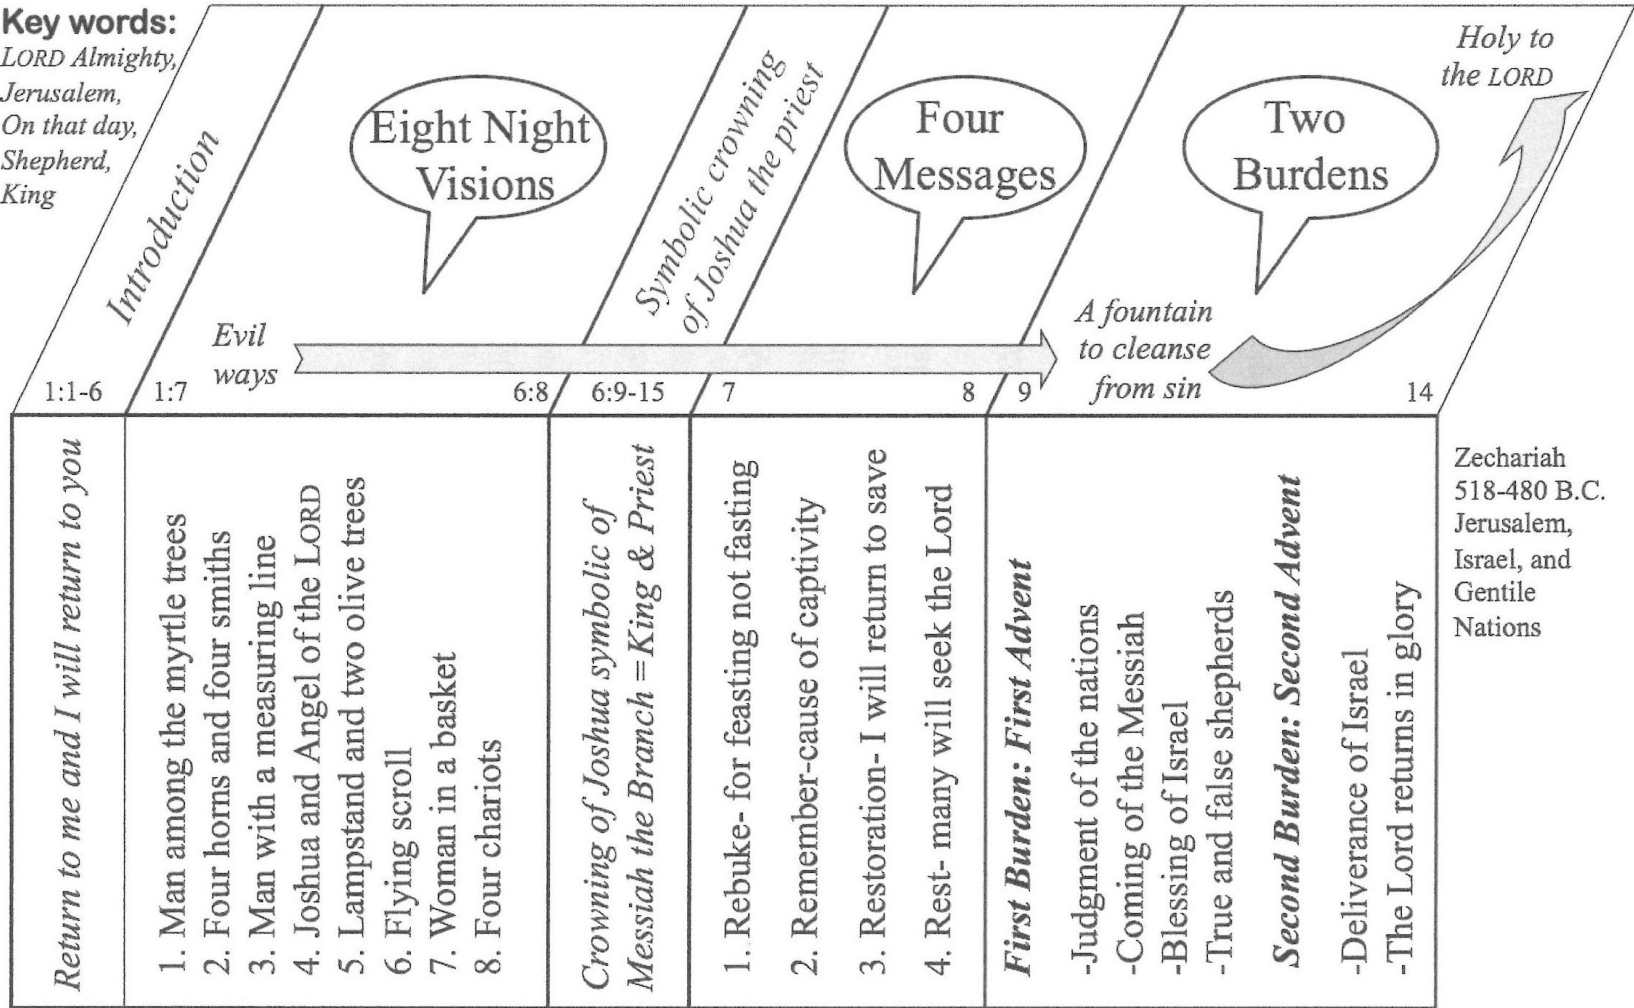 Key words:
LORD Almighty,
Jerusalem,
On that day,
Shepherd,
King
Introduction
Eight Night
Visions
Symbolic crowning
of Joshua the priest
Four
Messages
Two
Burdens
Holy to
the LORD
Evil
ways
A fountain
to cleanse
from sin
1:1-6
1:7
6:8
6:9-15
7
8
9
14
Return to me and I will return to you
1. Man among the myrtle trees
2. Four horns and four smiths
3. Man with a measuring line
4. Joshua and Angel of the LORD
5. Lampstand and two olive trees
6. Flying scroll
7. Woman in a basket
8. Four chariots
Crowning of Joshua symbolic of
Messiah the Branch = King & Priest
1. Rebuke- for feasting not fasting
2. Remember-cause of captivity
3. Restoration- I will return to save
4. Rest- many will seek the Lord
First Burden: First Advent
-Judgment of the nations
-Coming of the Messiah
-Blessing of Israel
-True and false shepherds
Second Burden: Second Advent
-Deliverance of Israel
-The Lord returns in glory
Zechariah
518-480 B.C.
Jerusalem,
Israel, and
Gentile
Nations